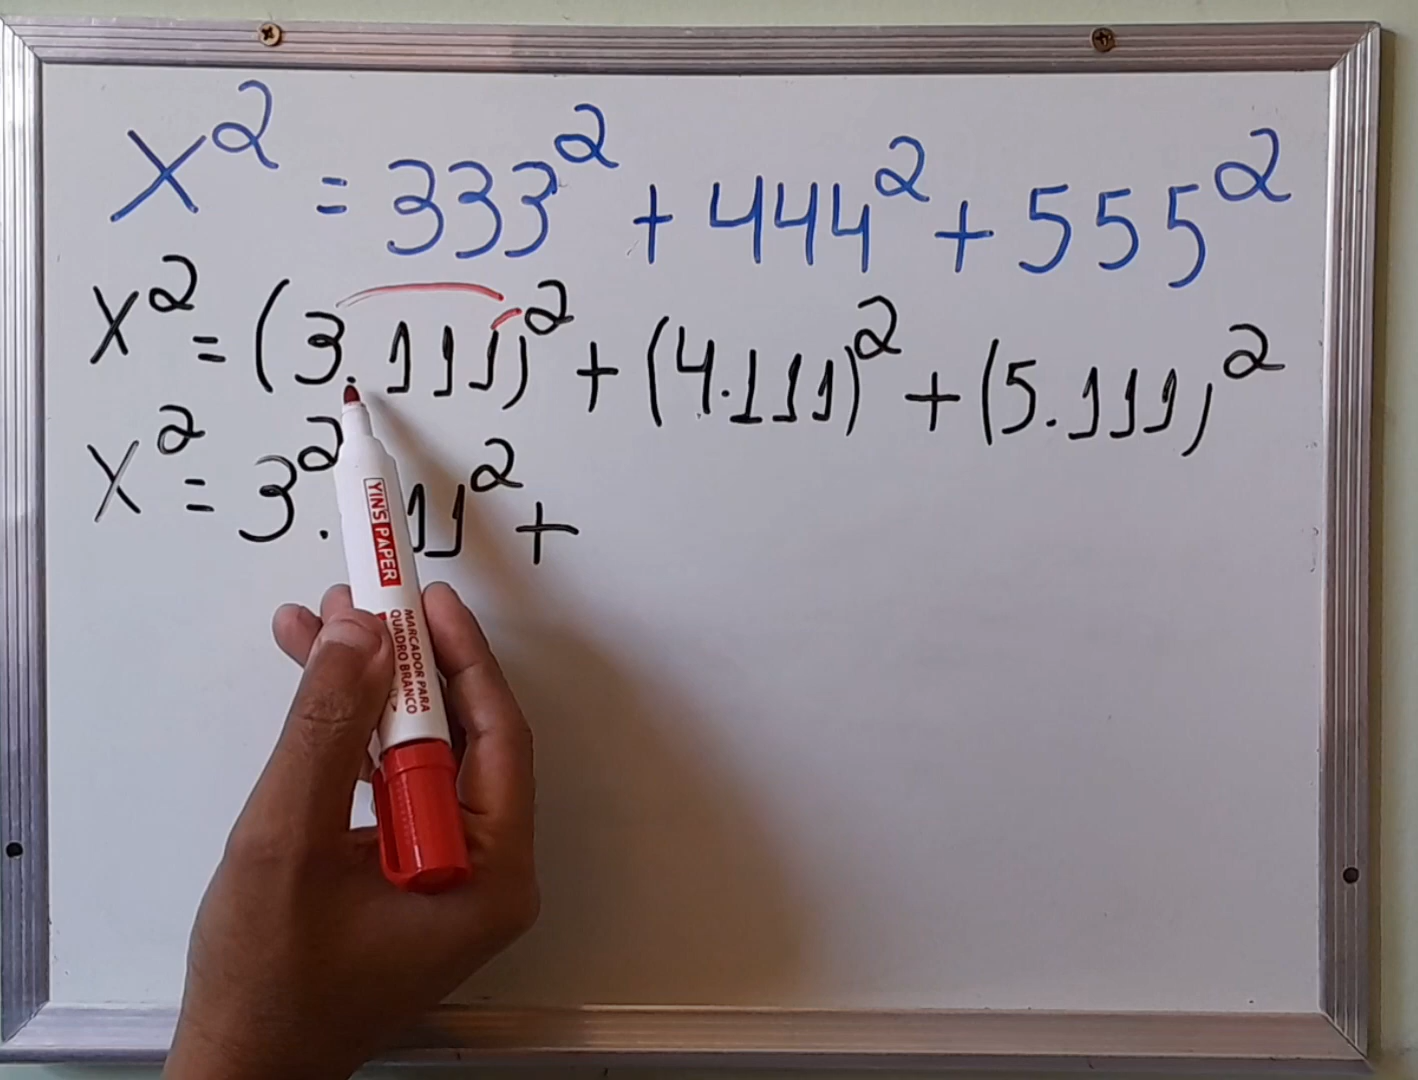 x² = 333² + 444² + 555²
x² = (3.111)² + (4.111)² + (5.111)²
x² = 3². 11² +
YINS PAPER
MARCADOR PARA
QUADRO BRANCO